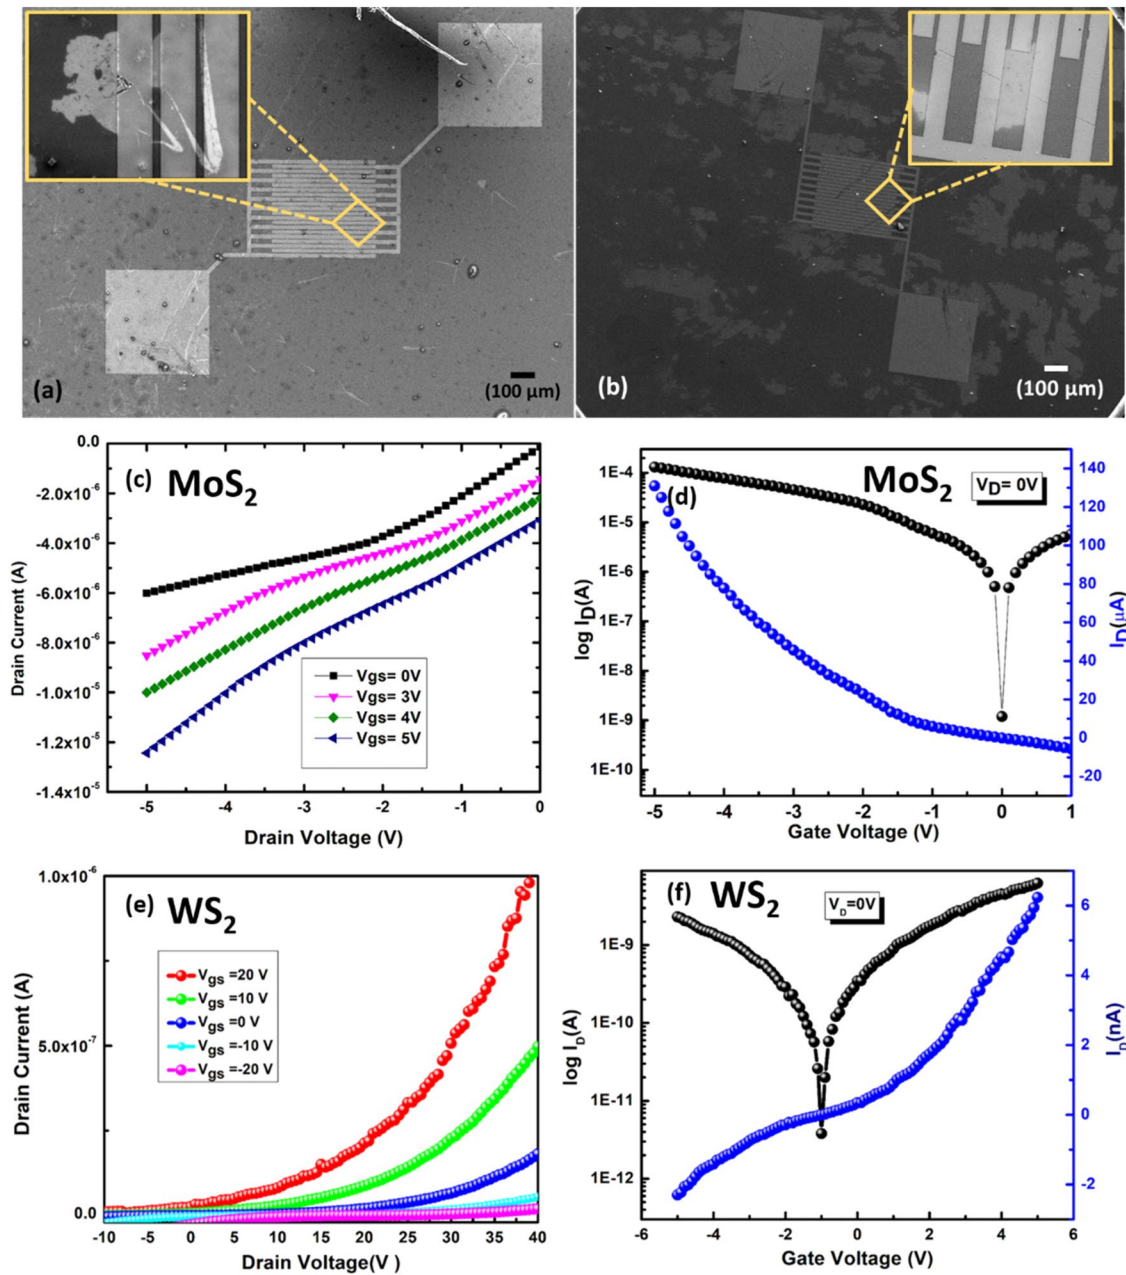 (a)
(100 µm)
(b)
(100 µm)
(c) MoS2
0.0
-2.0x10-6
-4.0x10-6
-6.0x10-6
-8.0x10-6
-1.0x10-5
-1.2x10-5
-1.4x10-5
Drain Current (A)
Vgs= 0V
Vgs= 3V
Vgs= 4V
Vgs= 5V
-5 -4 -3 -2 -1 0
Drain Voltage (V)
(d) MoS2
VD= 0V
1E-4
1E-5
1E-6
1E-7
1E-8
1E-9
1E-10
log ID(A)
140
120
100
80
60
40
20
0
-20
ID(µA)
-5 -4 -3 -2 -1 0 1
Gate Voltage (V)
(e) WS2
1.0x10-6
5.0x10-7
0.0
Drain Current (A)
Vgs =20 V
Vgs =10 V
Vgs =0 V
Vgs =-10 V
Vgs =-20 V
-10 -5 0 5 10 15 20 25 30 35 40
Drain Voltage(V )
(f) WS2
VD=0V
1E-9
1E-10
1E-11
1E-12
log ID(A)
6
4
2
0
-2
ID(nA)
-6 -4 -2 0 2 4 6
Gate Voltage (V)